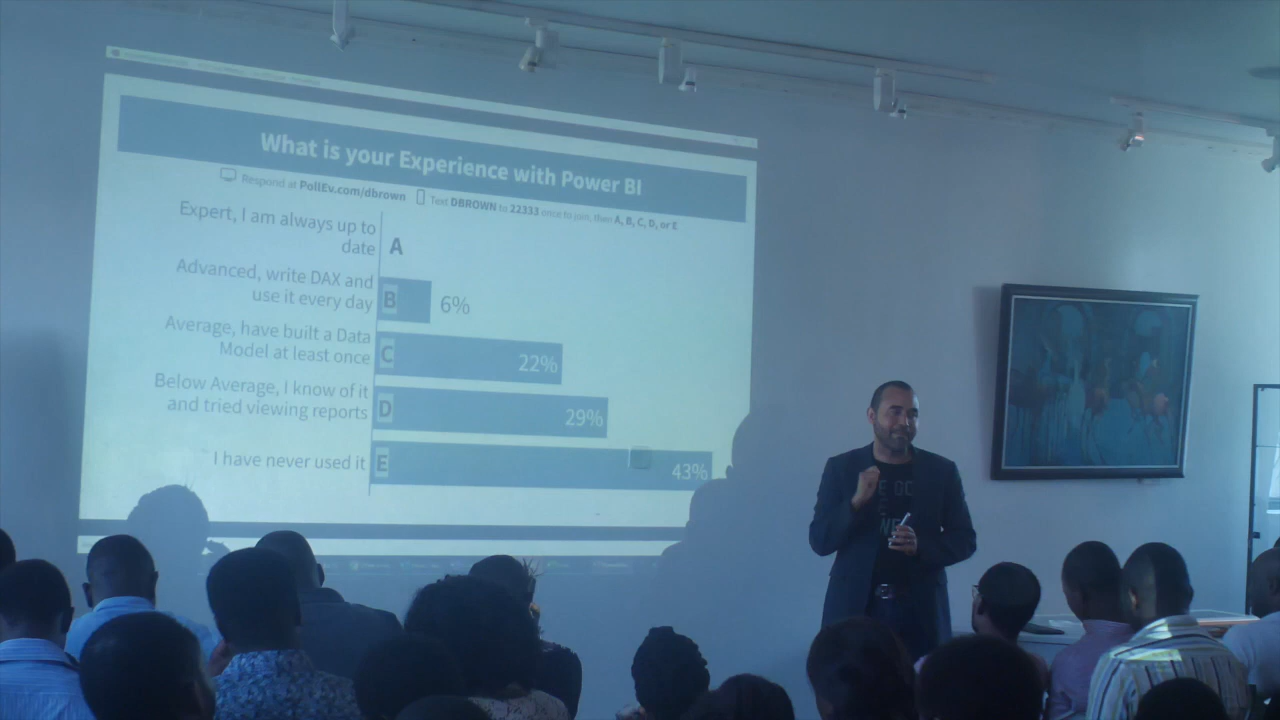 What is your Experience with Power BI
Respond at PollEv.com/dbrown Text DBROWN to 22333 once to join, then A, B, C, D, or E
Expert, I am always up to
date A
Advanced, write DAX and
use it every day B 6%
Average, have built a Data
Model at least once C 22%
Below Average, I know of it
and tried viewing reports D 29%
I have never used it E 43%